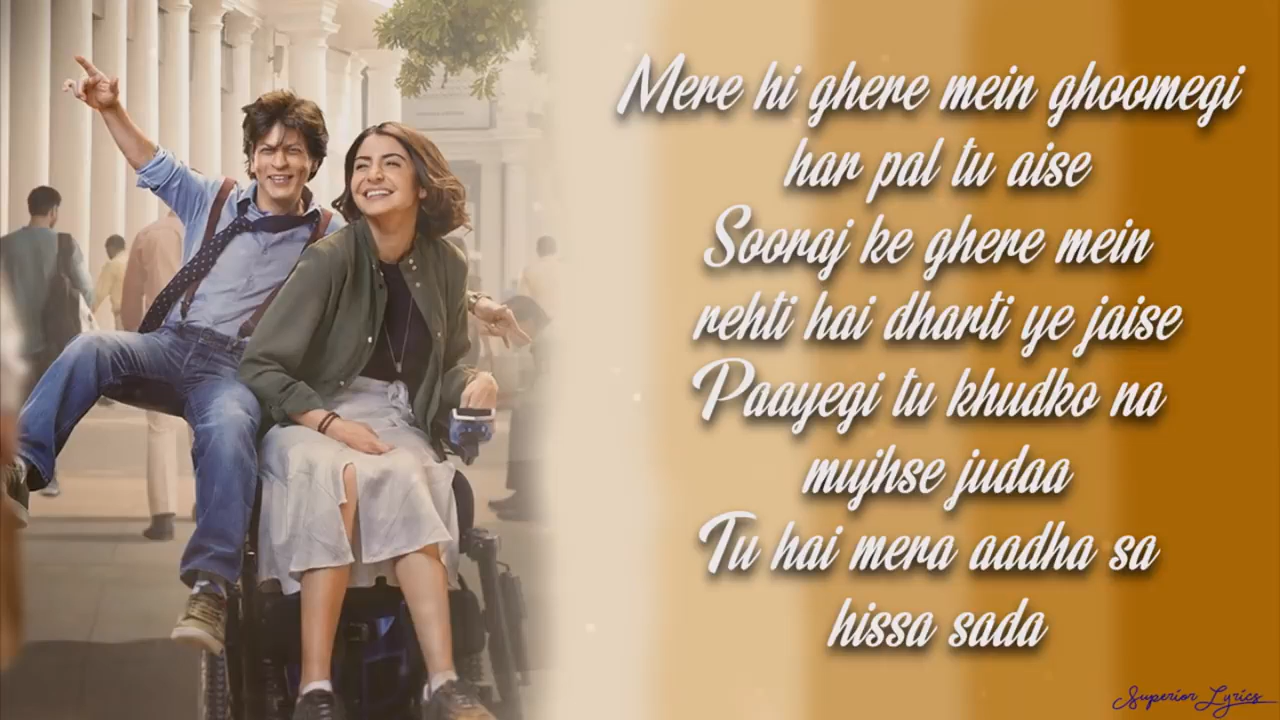 Mere hi ghere mein ghoomegi
har pal tu aise
Sooraj ke ghere mein
rehti hai dharti ye jaise
Paayegi tu khudko na
mujhse judaa
Tu hai mera aadha sa
hissa sada
Superior Lyrics